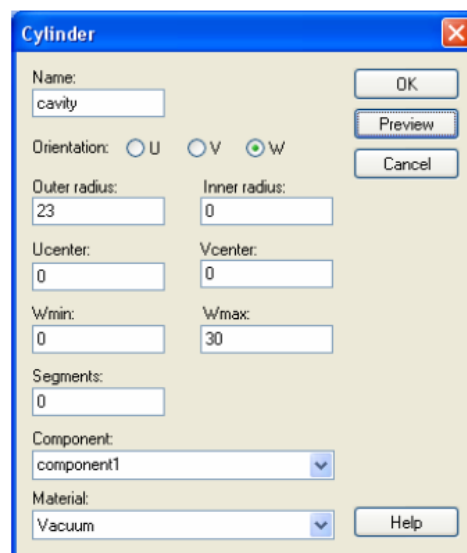 Cylinder
Name:
cavity
OK
Preview
Orientation: U V W
Cancel
Outer radius: Inner radius:
23 0
Ucenter: Vcenter:
0 0
Wmin: Wmax:
0 30
Segments:
0
Component:
component1
Material:
Vacuum
Help